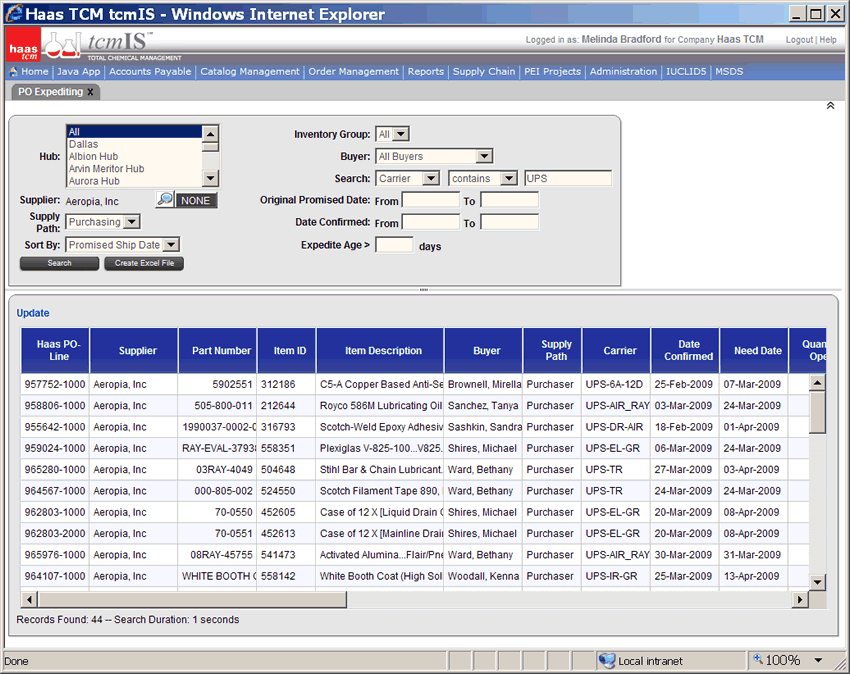 Haas TCM tcmIS - Windows Internet Explorer
haas tcm
tcmIS™
TOTAL CHEMICAL MANAGEMENT
Logged in as: Melinda Bradford for Company Haas TCM
Logout | Help
Home | Java App | Accounts Payable | Catalog Management | Order Management | Reports | Supply Chain | PEI Projects | Administration | IUCLID5 | MSDS
PO Expediting x
Hub:
All
Dallas
Albion Hub
Arvin Meritor Hub
Aurora Hub
Supplier: Aeropia, Inc NONE
Supply Path: Purchasing
Sort By: Promised Ship Date
Search Create Excel File
Inventory Group: All
Buyer: All Buyers
Search: Carrier contains UPS
Original Promised Date: From To
Date Confirmed: From To
Expedite Age > days
Update
Haas PO-Line Supplier Part Number Item ID Item Description Buyer Supply Path Carrier Date Confirmed Need Date Quan Ope
957752-1000 Aeropia, Inc 5902551 312186 C5-A Copper Based Anti-Se Brownell, Mirella Purchaser UPS-6A-12D 25-Feb-2009 07-Mar-2009
958806-1000 Aeropia, Inc 505-800-011 212644 Royco 586M Lubricating Oil Sanchez, Tanya Purchaser UPS-AIR_RAY 03-Mar-2009 24-Mar-2009
955642-1000 Aeropia, Inc 1990037-0002-0 316793 Scotch-Weld Epoxy Adhesiv Sashkin, Sandra Purchaser UPS-DR-AIR 18-Feb-2009 01-Apr-2009
959024-1000 Aeropia, Inc RAY-EVAL-37938 558351 Plexiglas V-825-100...V825. Shires, Michael Purchaser UPS-EL-GR 06-Mar-2009 24-Mar-2009
965280-1000 Aeropia, Inc 03RAY-4049 504648 Stihl Bar & Chain Lubricant. Ward, Bethany Purchaser UPS-TR 27-Mar-2009 03-Apr-2009
964567-1000 Aeropia, Inc 000-805-002 524550 Scotch Filament Tape 890, Ward, Bethany Purchaser UPS-TR 24-Mar-2009 24-Mar-2009
962803-1000 Aeropia, Inc 70-0550 452605 Case of 12 X [Liquid Drain C Shires, Michael Purchaser UPS-EL-GR 20-Mar-2009 08-Apr-2009
962803-2000 Aeropia, Inc 70-0551 452613 Case of 12 X [Mainline Drai Shires, Michael Purchaser UPS-EL-GR 20-Mar-2009 08-Apr-2009
965976-1000 Aeropia, Inc 08RAY-45755 541473 Activated Alumina...Flair/Pne Ward, Bethany Purchaser UPS-AIR_RAY 30-Mar-2009 31-Mar-2009
964107-1000 Aeropia, Inc WHITE BOOTH C 558142 White Booth Coat (High Sol Woodall, Kenna Purchaser UPS-IR-GR 25-Mar-2009 13-Apr-2009
Records Found: 44 -- Search Duration: 1 seconds
Done Local intranet 100%